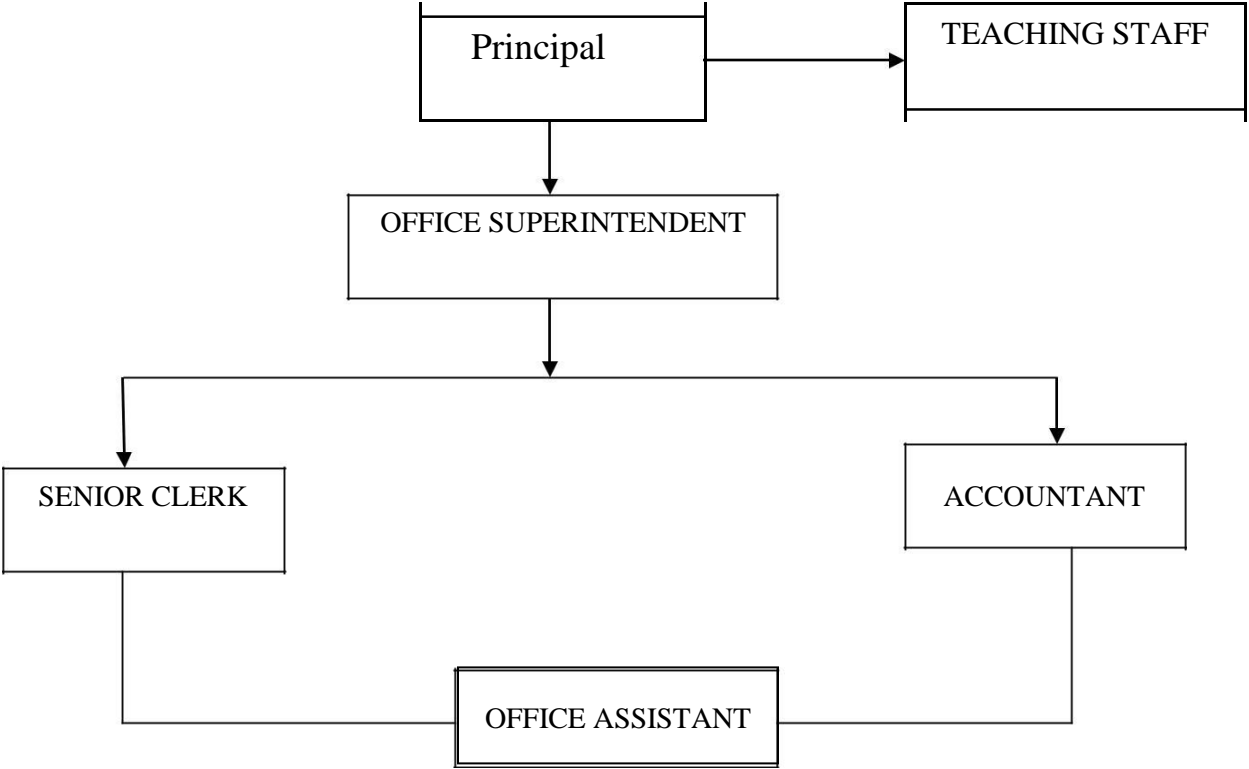 Principal
TEACHING STAFF
OFFICE SUPERINTENDENT
SENIOR CLERK
ACCOUNTANT
OFFICE ASSISTANT